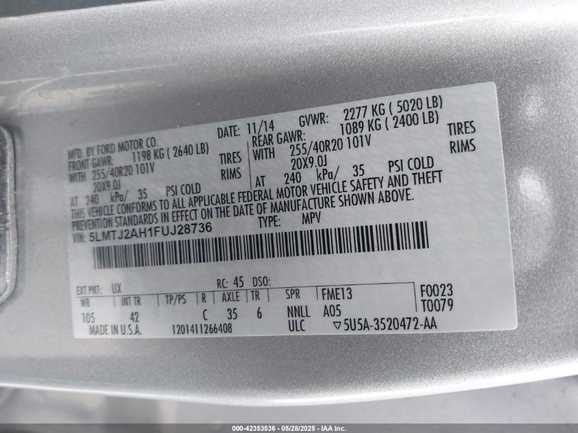 MFD. BY FORD MOTOR CO.
DATE: 11/14
GVWR: 2277 KG ( 5020 LB)
FRONT GAWR: 1198 KG ( 2640 LB)
REAR GAWR: 1089 KG ( 2400 LB)
WITH 255/40R20 101V TIRES
WITH 255/40R20 101V TIRES
20X9.0J RIMS
20X9.0J RIMS
AT 240 kPa/ 35 PSI COLD
AT 240 kPa/ 35 PSI COLD
THIS VEHICLE CONFORMS TO ALL APPLICABLE FEDERAL MOTOR VEHICLE SAFETY AND THEFT
PREVENTION STANDARDS IN EFFECT ON THE DATE OF MANUFACTURE SHOWN ABOVE.
VIN: 5LMTJ2AH1FUJ28736
TYPE: MPV
EXT PNT: UX RC: 45 DSO:
WB INT TR TP/PS R AXLE TR SPR FME13 F0023
105 42 C 35 6 NNLL A05 T0079
MADE IN U.S.A. 1201411266408 ULC ▽5U5A-3520472-AA
000-42353536 - 05/28/2025 - IAA Inc.